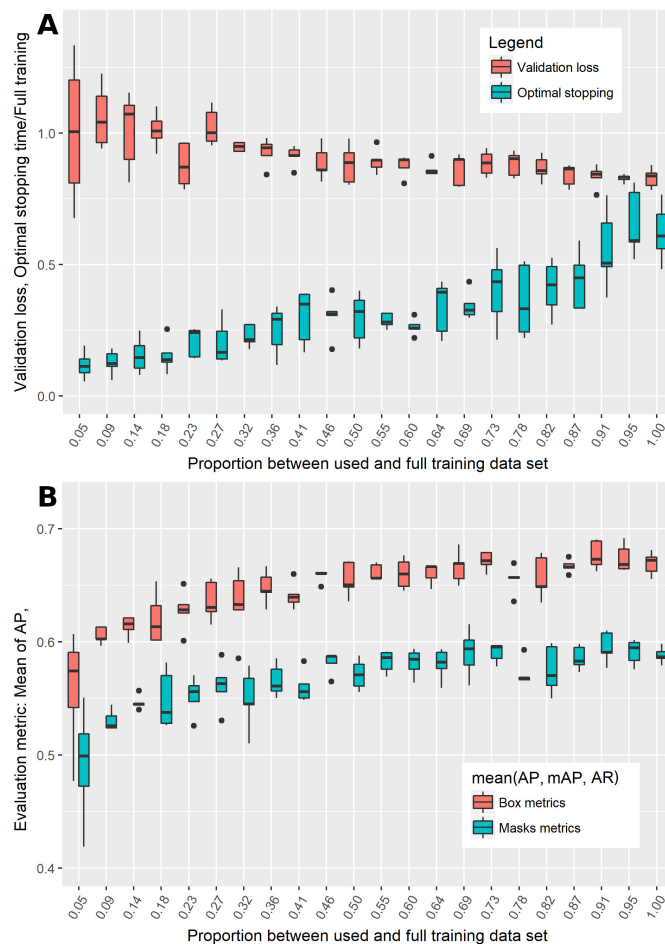 A
Legend
Validation loss
Optimal stopping
Validation loss, Optimal stopping time/Full training
1.0
0.5
0.0
0.05 0.09 0.14 0.18 0.23 0.27 0.32 0.36 0.41 0.46 0.50 0.55 0.60 0.64 0.69 0.73 0.78 0.82 0.87 0.91 0.95 1.00
Proportion between used and full training data set
B
0.7
0.6
0.5
0.4
Evaluation metric: Mean of AP,
mean(AP, mAP, AR)
Box metrics
Masks metrics
0.05 0.09 0.14 0.18 0.23 0.27 0.32 0.36 0.41 0.46 0.50 0.55 0.60 0.64 0.69 0.73 0.78 0.82 0.87 0.91 0.95 1.00
Proportion between used and full training data set